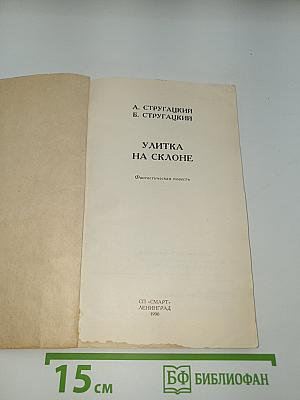 А. СТРУГАЦКИЙ
Б. СТРУГАЦКИЙ
УЛИТКА
НА СКЛОНЕ
Фантастическая повесть
СП «СМАРТ»
ЛЕНИНГРАД
1990
15 см
БФ БИБЛИОФАН